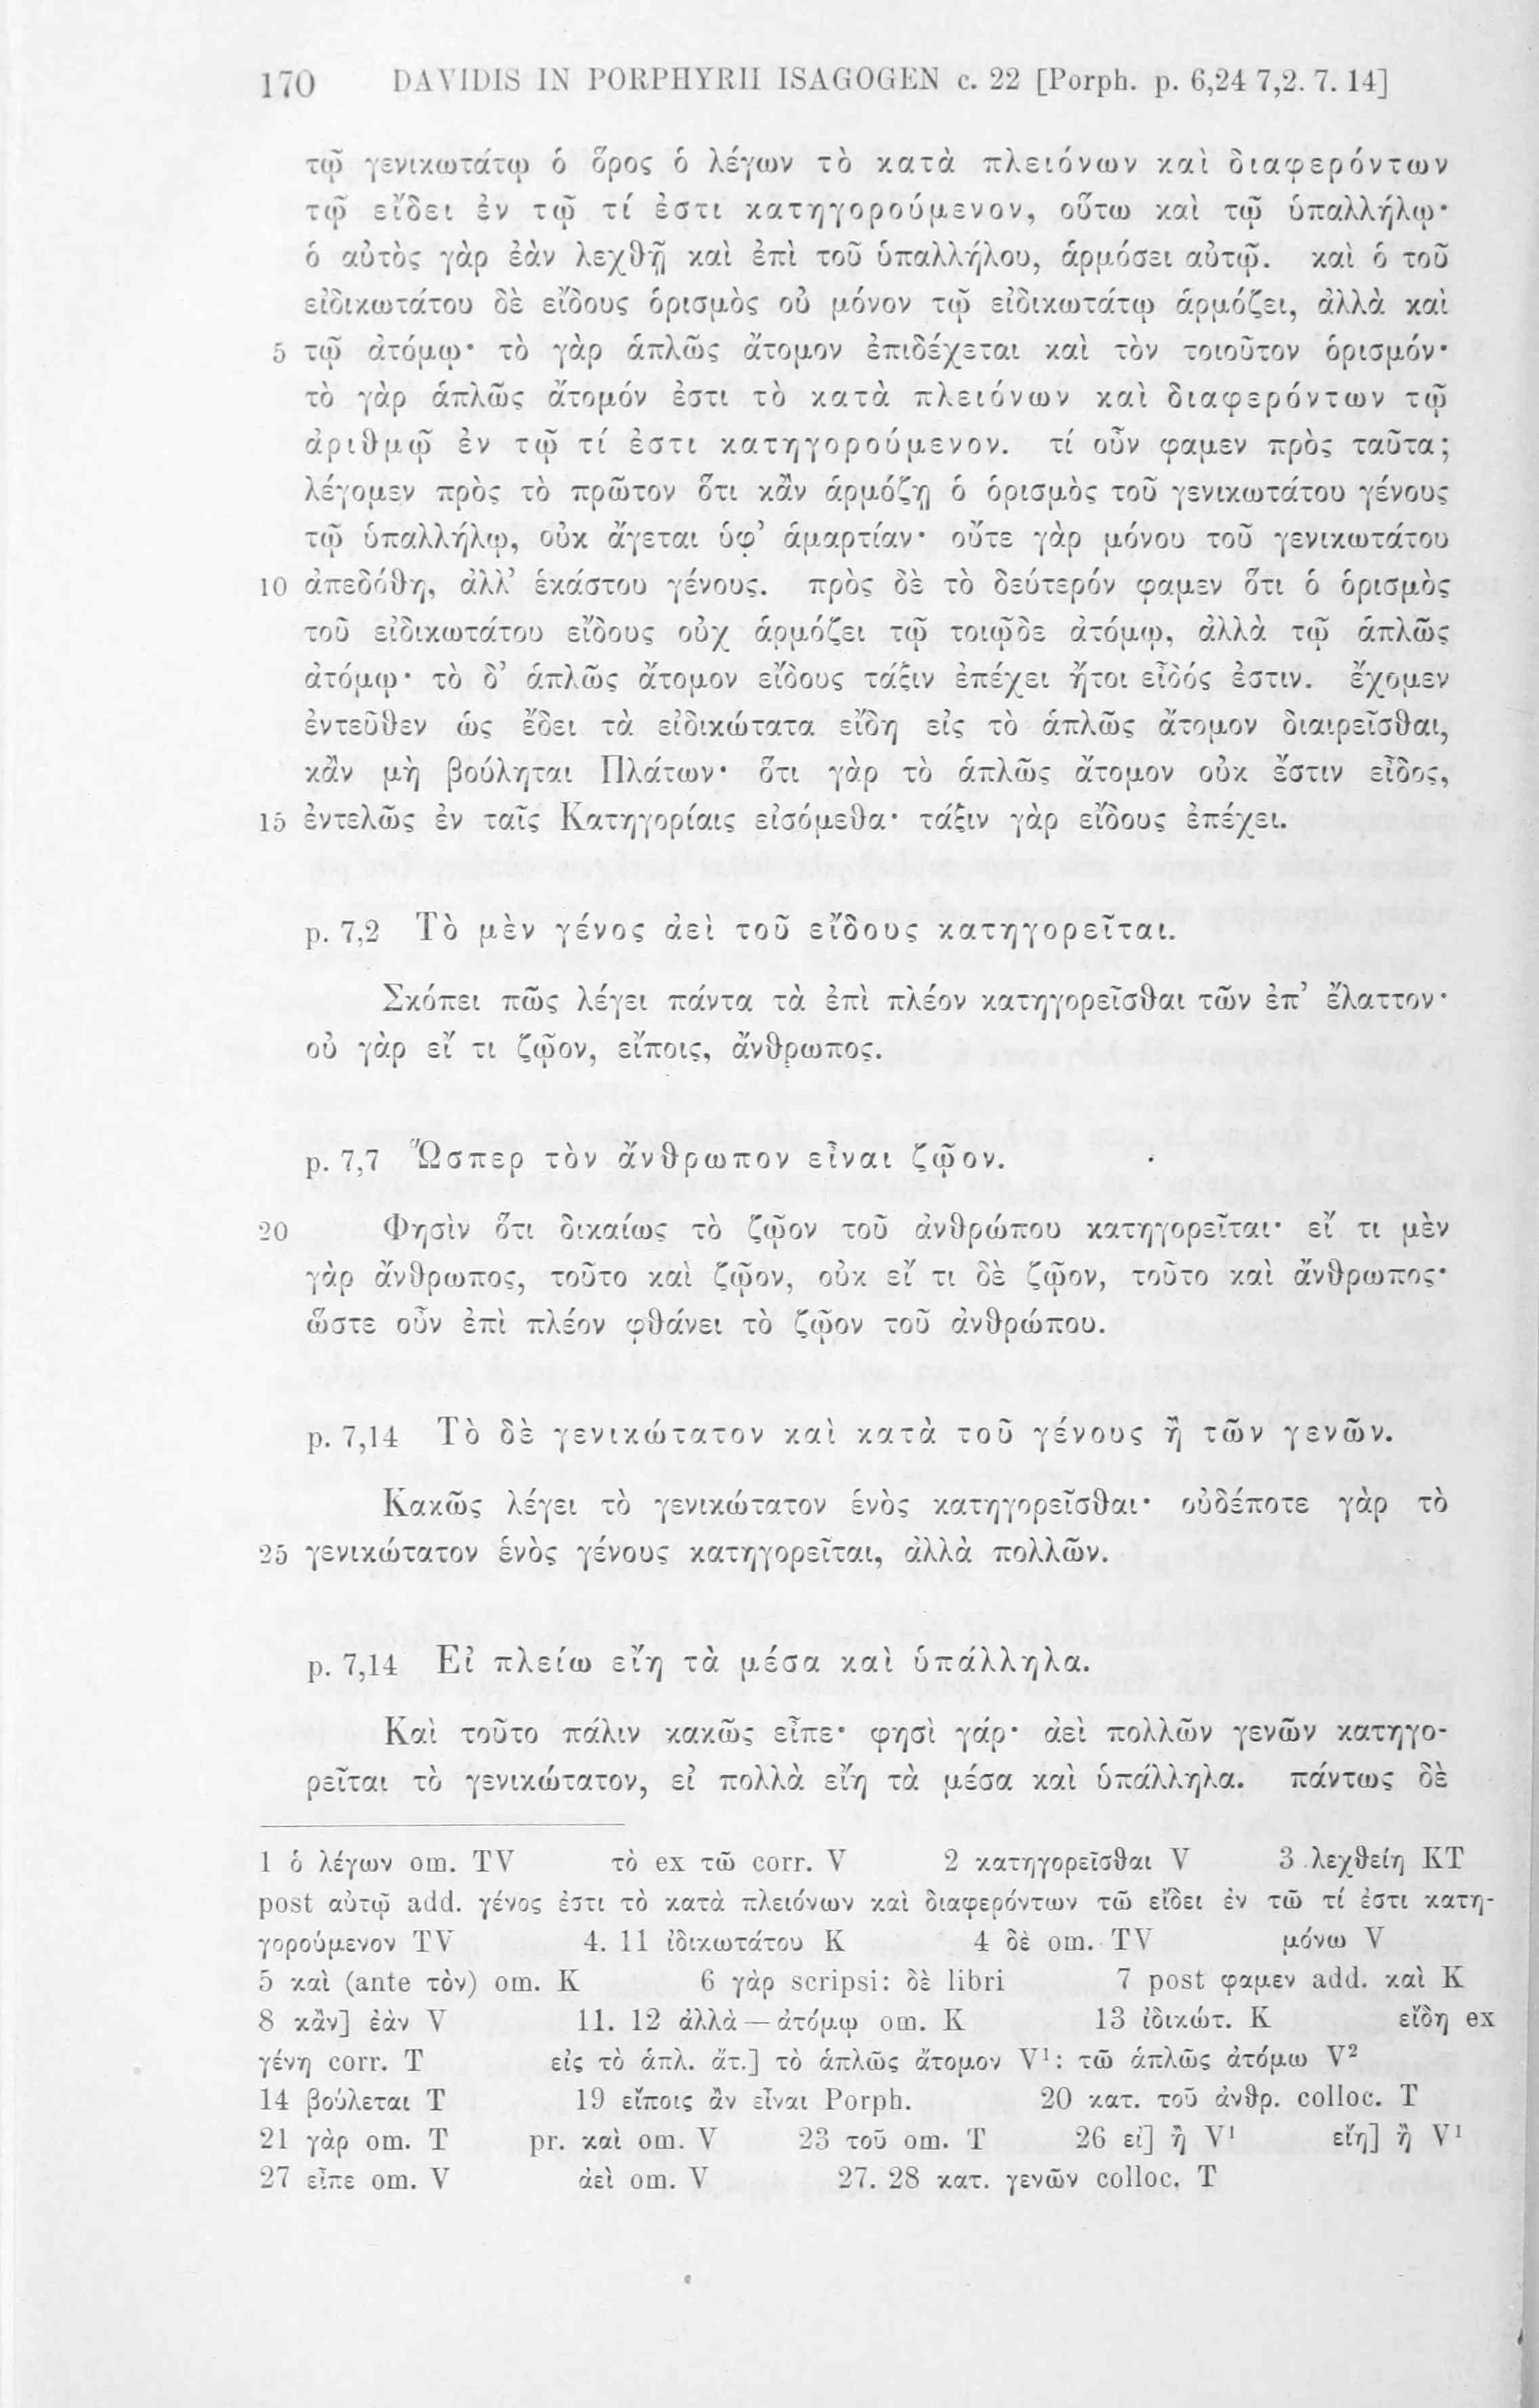 170 DAVIDIS IN PORPHYRII ISAGOGEN c. 22 [Porph. p. 6,24 7,2. 7. 14]
τῷ γενικωτάτῳ ὁ ὅρος ὁ λέγων τὸ κατὰ πλειόνων καὶ διαφερόντων
τῷ εἴδει ἐν τῷ τί ἐστι κατηγορούμενον, οὕτω καὶ τῷ ὑπαλλήλῳ·
ὁ αὐτὸς γὰρ ἐὰν λεχθῇ καὶ ἐπὶ τοῦ ὑπαλλήλου, ἁρμόσει αὐτῷ. καὶ ὁ τοῦ
εἰδικωτάτου δὲ εἴδους ὁρισμὸς οὐ μόνον τῷ εἰδικωτάτῳ ἁρμόζει, ἀλλὰ καὶ
5 τῷ ἀτόμῳ· τὸ γὰρ ἁπλῶς ἄτομον ἐπιδέχεται καὶ τὸν τοιοῦτον ὁρισμόν·
τὸ γὰρ ἁπλῶς ἄτομόν ἐστι τὸ κατὰ πλειόνων καὶ διαφερόντων τῷ
ἀριθμῷ ἐν τῷ τί ἐστι κατηγορούμενον. τί οὖν φαμεν πρὸς ταῦτα;
λέγομεν πρὸς τὸ πρῶτον ὅτι κἂν ἁρμόζῃ ὁ ὁρισμὸς τοῦ γενικωτάτου γένους
τῷ ὑπαλλήλῳ, οὐκ ἄγεται ὑφ’ ἁμαρτίαν· οὔτε γὰρ μόνου τοῦ γενικωτάτου
10 ἀπεδόθη, ἀλλ’ ἑκάστου γένους. πρὸς δὲ τὸ δεύτερόν φαμεν ὅτι ὁ ὁρισμὸς
τοῦ εἰδικωτάτου εἴδους οὐχ ἁρμόζει τῷ τοιῷδε ἀτόμῳ, ἀλλὰ τῷ ἁπλῶς
ἀτόμῳ· τὸ δ’ ἁπλῶς ἄτομον εἴδους τάξιν ἐπέχει ἤτοι εἶδός ἐστιν. ἔχομεν
ἐντεῦθεν ὡς ἔδει τὰ εἰδικώτατα εἴδη εἰς τὸ ἁπλῶς ἄτομον διαιρεῖσθαι,
κἂν μὴ βούληται Πλάτων· ὅτι γὰρ τὸ ἁπλῶς ἄτομον οὐκ ἔστιν εἶδος,
15 ἐντελῶς ἐν ταῖς Κατηγορίαις εἰσόμεθα· τάξιν γὰρ εἴδους ἐπέχει.
p. 7,2 Τὸ μὲν γένος ἀεὶ τοῦ εἴδους κατηγορεῖται.
Σκόπει πῶς λέγει πάντα τὰ ἐπὶ πλέον κατηγορεῖσθαι τῶν ἐπ’ ἔλαττον·
οὐ γὰρ εἴ τι ζῷον, εἴποις, ἄνθρωπος.
p. 7,7 Ὥσπερ τὸν ἄνθρωπον εἶναι ζῷον.
20 Φησὶν ὅτι δικαίως τὸ ζῷον τοῦ ἀνθρώπου κατηγορεῖται· εἴ τι μὲν
γὰρ ἄνθρωπος, τοῦτο καὶ ζῷον, οὐκ εἴ τι δὲ ζῷον, τοῦτο καὶ ἄνθρωπος·
ὥστε οὖν ἐπὶ πλέον φθάνει τὸ ζῷον τοῦ ἀνθρώπου.
p. 7,14 Τὸ δὲ γενικώτατον καὶ κατὰ τοῦ γένους ἢ τῶν γενῶν.
Κακῶς λέγει τὸ γενικώτατον ἑνὸς κατηγορεῖσθαι· οὐδέποτε γὰρ τὸ
25 γενικώτατον ἑνὸς γένους κατηγορεῖται, ἀλλὰ πολλῶν.
p. 7,14 Εἰ πλείω εἴη τὰ μέσα καὶ ὑπάλληλα.
Καὶ τοῦτο πάλιν κακῶς εἶπε· φησὶ γάρ· ἀεὶ πολλῶν γενῶν κατηγο-
ρεῖται τὸ γενικώτατον, εἰ πολλὰ εἴη τὰ μέσα καὶ ὑπάλληλα. πάντως δὲ
1 ὁ λέγων om. TV τὸ ex τῶ corr. V 2 κατηγορεῖσθαι V 3 λεχθείη KT
post αὐτῷ add. γένος ἐστι τὸ κατὰ πλειόνων καὶ διαφερόντων τῶ εἴδει ἐν τῶ τί ἐστι κατη-
γορούμενον TV 4. 11 ἰδικωτάτου K 4 δὲ om. TV μόνω V
5 καὶ (ante τὸν) om. K 6 γὰρ scripsi: δὲ libri 7 post φαμεν add. καὶ K
8 κἂν] ἐὰν V 11. 12 ἀλλὰ — ἀτόμῳ om. K 13 ἰδικώτ. K εἴδη ex
γένη corr. T εἰς τὸ ἁπλ. ἄτ.] τὸ ἁπλῶς ἄτομον V¹: τῶ ἁπλῶς ἀτόμω V²
14 βούλεται T 19 εἴποις ἂν εἶναι Porph. 20 κατ. τοῦ ἀνθρ. colloc. T
21 γὰρ om. T pr. καὶ om. V 23 τοῦ om. T 26 εἰ] ἢ V¹ εἴη] ἢ V¹
27 εἶπε om. V ἀεὶ om. V 27. 28 κατ. γενῶν colloc. T